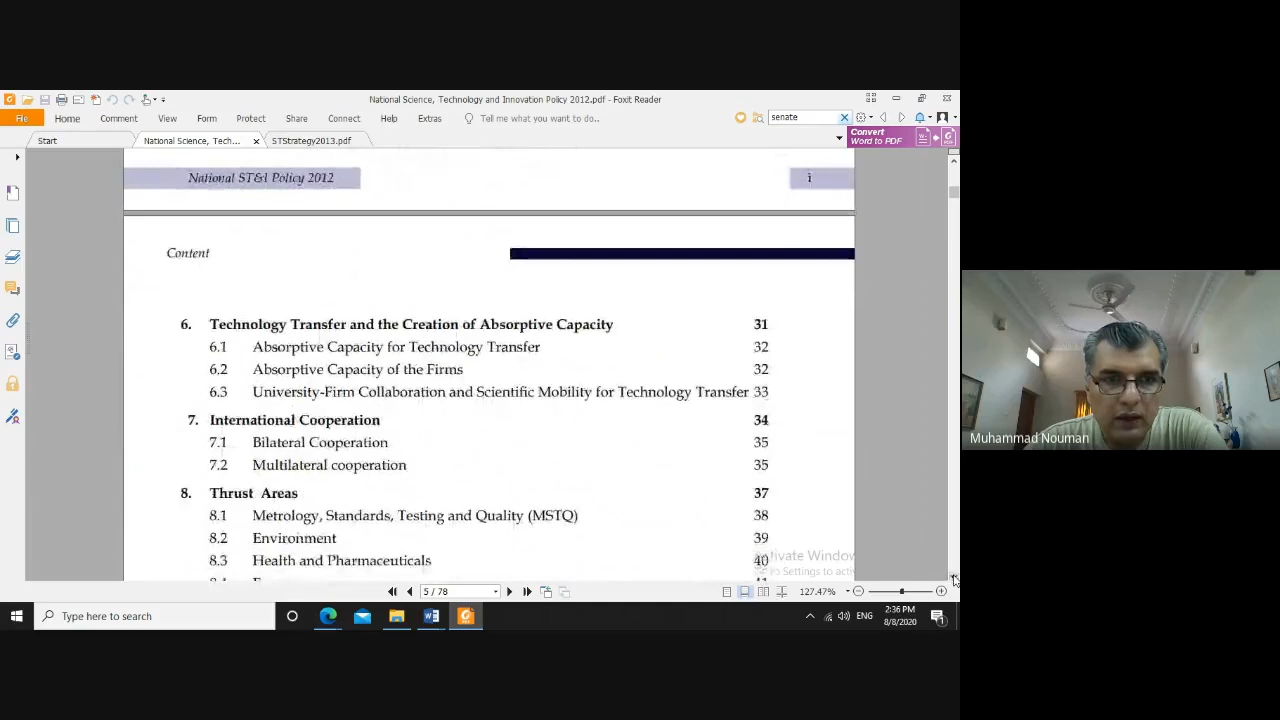 National Science, Technology and Innovation Policy 2012.pdf - Foxit Reader
File Home Comment View Form Protect Share Connect Help Extras Tell me what you want to do.. senate
Start National Science, Tech... STStrategy2013.pdf Convert
Word to PDF
National ST&I Policy 2012 i
Content
6. Technology Transfer and the Creation of Absorptive Capacity 31
6.1 Absorptive Capacity for Technology Transfer 32
6.2 Absorptive Capacity of the Firms 32
6.3 University-Firm Collaboration and Scientific Mobility for Technology Transfer 33
7. International Cooperation 34
7.1 Bilateral Cooperation 35
7.2 Multilateral cooperation 35
8. Thrust Areas 37
8.1 Metrology, Standards, Testing and Quality (MSTQ) 38
8.2 Environment 39
8.3 Health and Pharmaceuticals 40
Muhammad Nouman
5 / 78 127.47%
Type here to search ENG 2:36 PM
8/8/2020